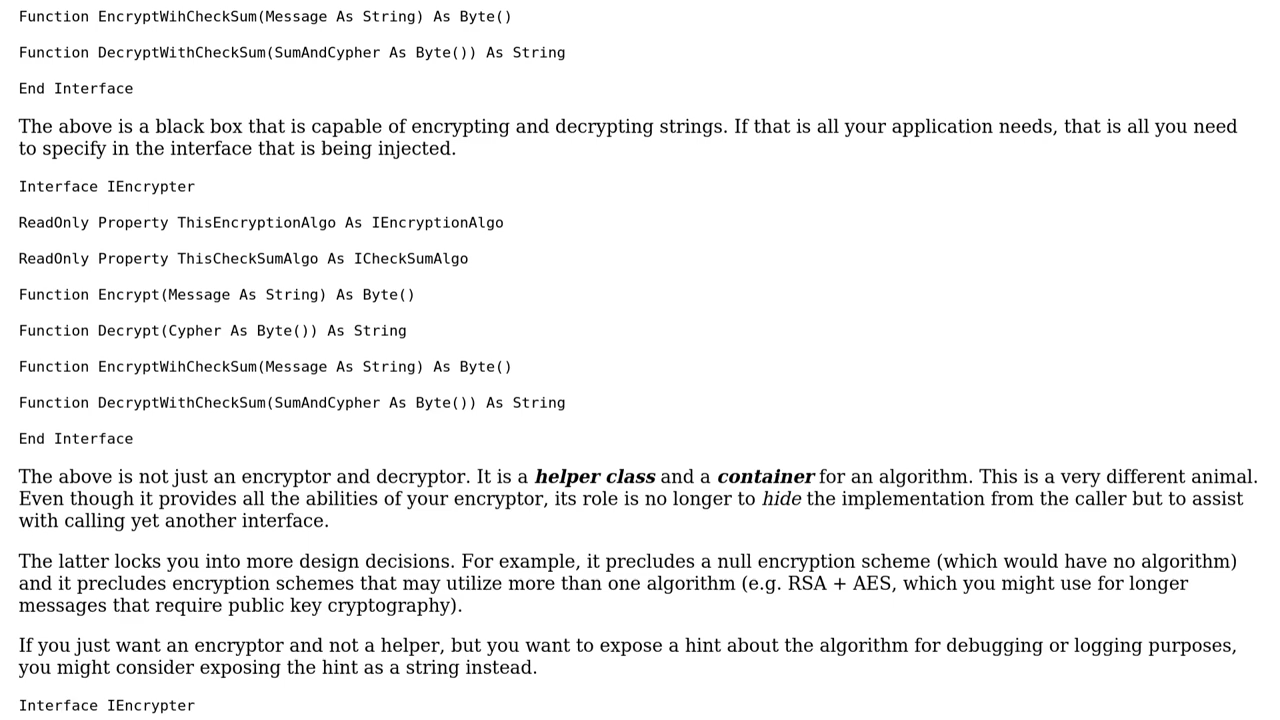 Function EncryptWihCheckSum(Message As String) As Byte()
Function DecryptWithCheckSum(SumAndCypher As Byte()) As String
End Interface
The above is a black box that is capable of encrypting and decrypting strings. If that is all your application needs, that is all you need
to specify in the interface that is being injected.
Interface IEncrypter
ReadOnly Property ThisEncryptionAlgo As IEncryptionAlgo
ReadOnly Property ThisCheckSumAlgo As ICheckSumAlgo
Function Encrypt(Message As String) As Byte()
Function Decrypt(Cypher As Byte()) As String
Function EncryptWihCheckSum(Message As String) As Byte()
Function DecryptWithCheckSum(SumAndCypher As Byte()) As String
End Interface
The above is not just an encryptor and decryptor. It is a helper class and a container for an algorithm. This is a very different animal.
Even though it provides all the abilities of your encryptor, its role is no longer to hide the implementation from the caller but to assist
with calling yet another interface.
The latter locks you into more design decisions. For example, it precludes a null encryption scheme (which would have no algorithm)
and it precludes encryption schemes that may utilize more than one algorithm (e.g. RSA + AES, which you might use for longer
messages that require public key cryptography).
If you just want an encryptor and not a helper, but you want to expose a hint about the algorithm for debugging or logging purposes,
you might consider exposing the hint as a string instead.
Interface IEncrypter